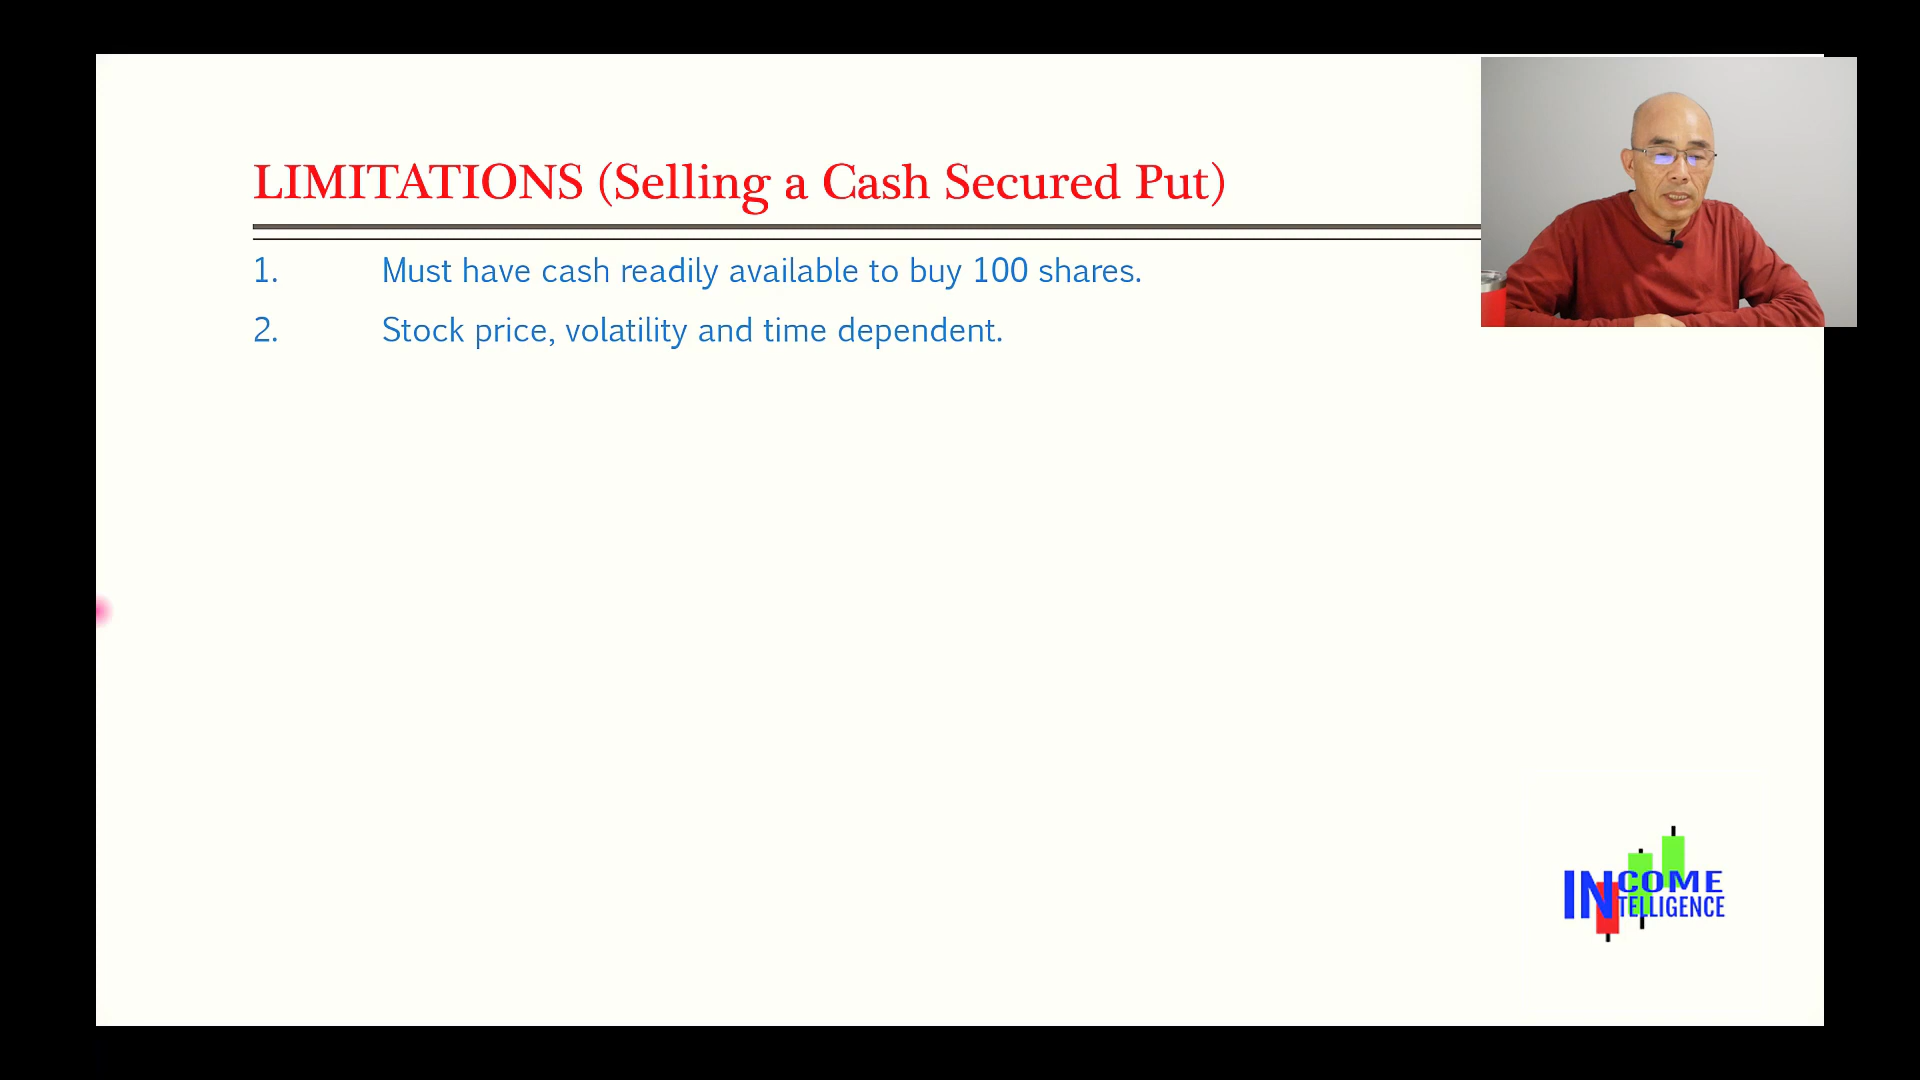 LIMITATIONS (Selling a Cash Secured Put)
1. Must have cash readily available to buy 100 shares.
2. Stock price, volatility and time dependent.
INCOME
TELLIGENCE